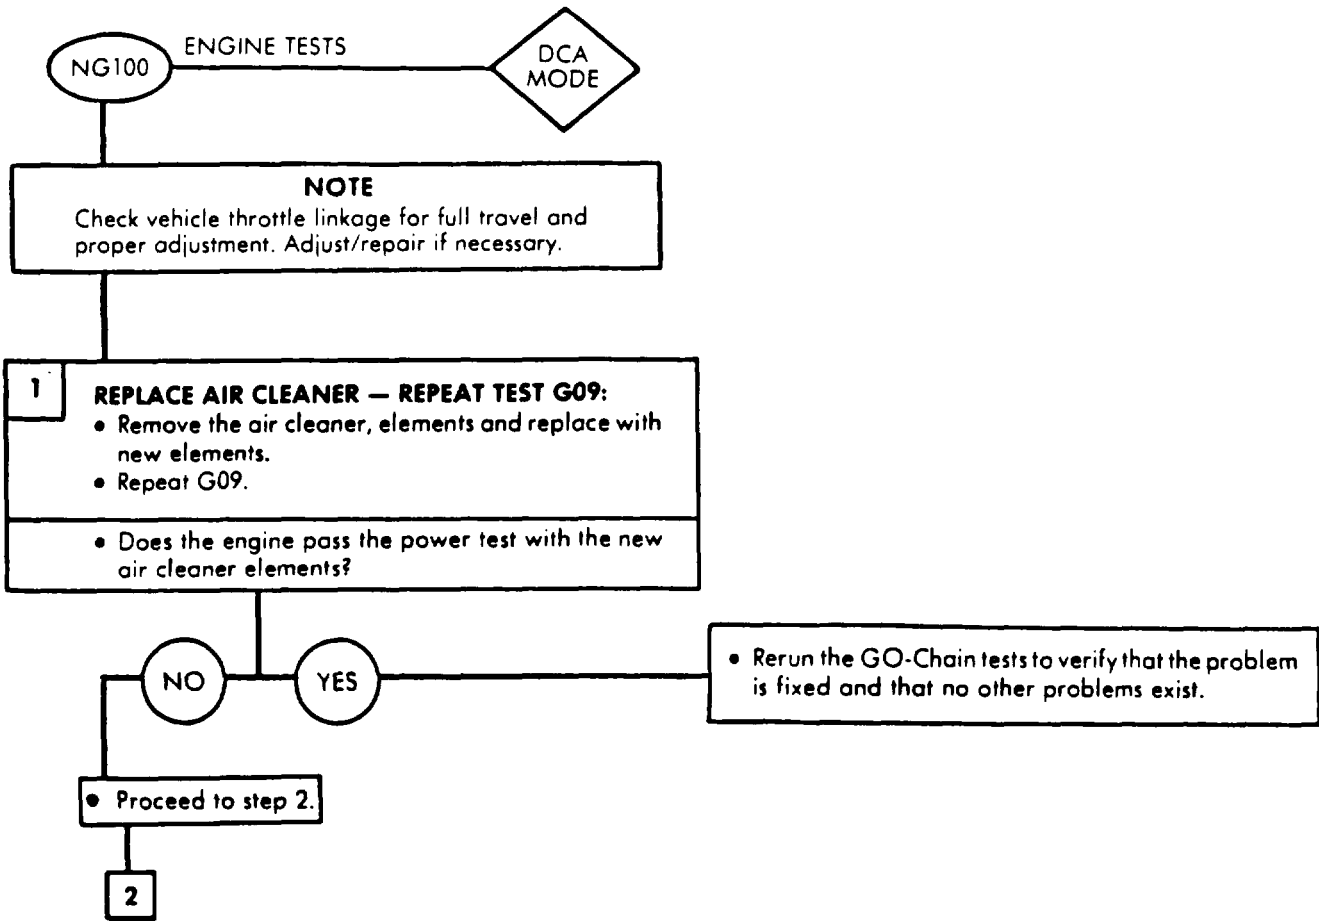 NG100
ENGINE TESTS
DCA
MODE
NOTE
Check vehicle throttle linkage for full travel and
proper adjustment. Adjust/repair if necessary.
1
REPLACE AIR CLEANER — REPEAT TEST G09:
• Remove the air cleaner, elements and replace with
new elements.
• Repeat G09.
• Does the engine pass the power test with the new
air cleaner elements?
NO
YES
• Rerun the GO-Chain tests to verify that the problem
is fixed and that no other problems exist.
• Proceed to step 2.
2